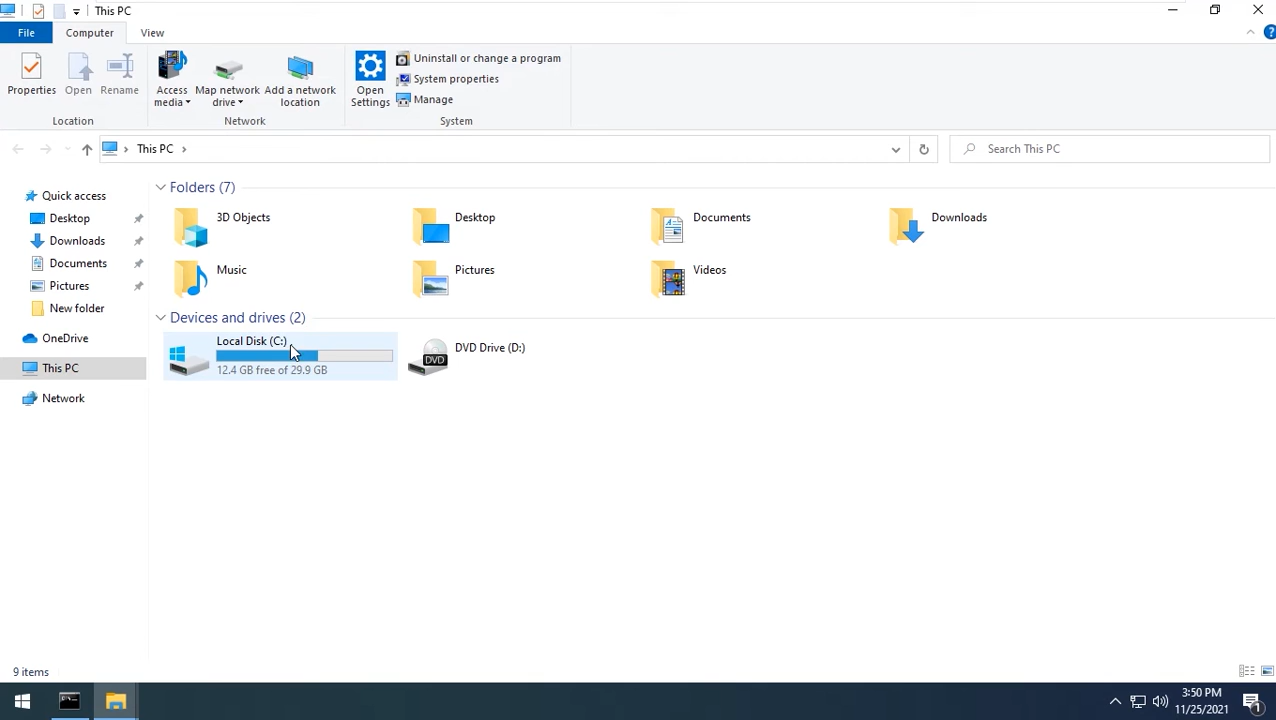 This PC
File
Computer
View
Properties
Open
Rename
Access media
Map network drive
Add a network location
Open Settings
Uninstall or change a program
System properties
Manage
Location
Network
System
This PC
Search This PC
Quick access
Desktop
Downloads
Documents
Pictures
New folder
OneDrive
This PC
Network
Folders (7)
3D Objects
Desktop
Documents
Downloads
Music
Pictures
Videos
Devices and drives (2)
Local Disk (C:)
12.4 GB free of 29.9 GB
DVD
DVD Drive (D:)
9 items
3:50 PM
11/25/2021
1